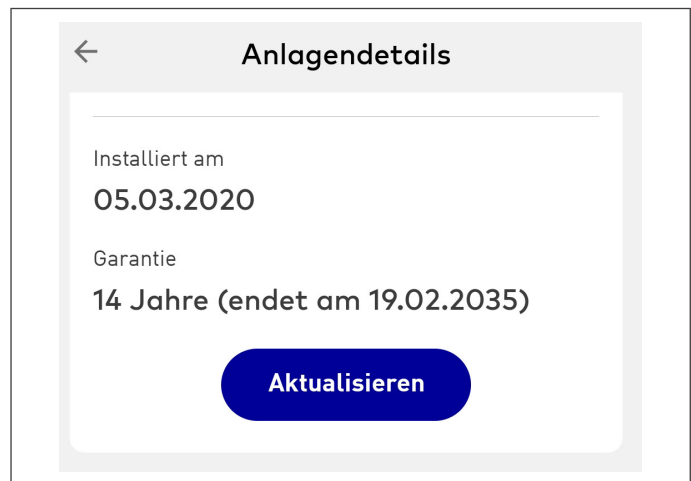 Anlagendetails
Installiert am
05.03.2020
Garantie
14 Jahre (endet am 19.02.2035)
Aktualisieren